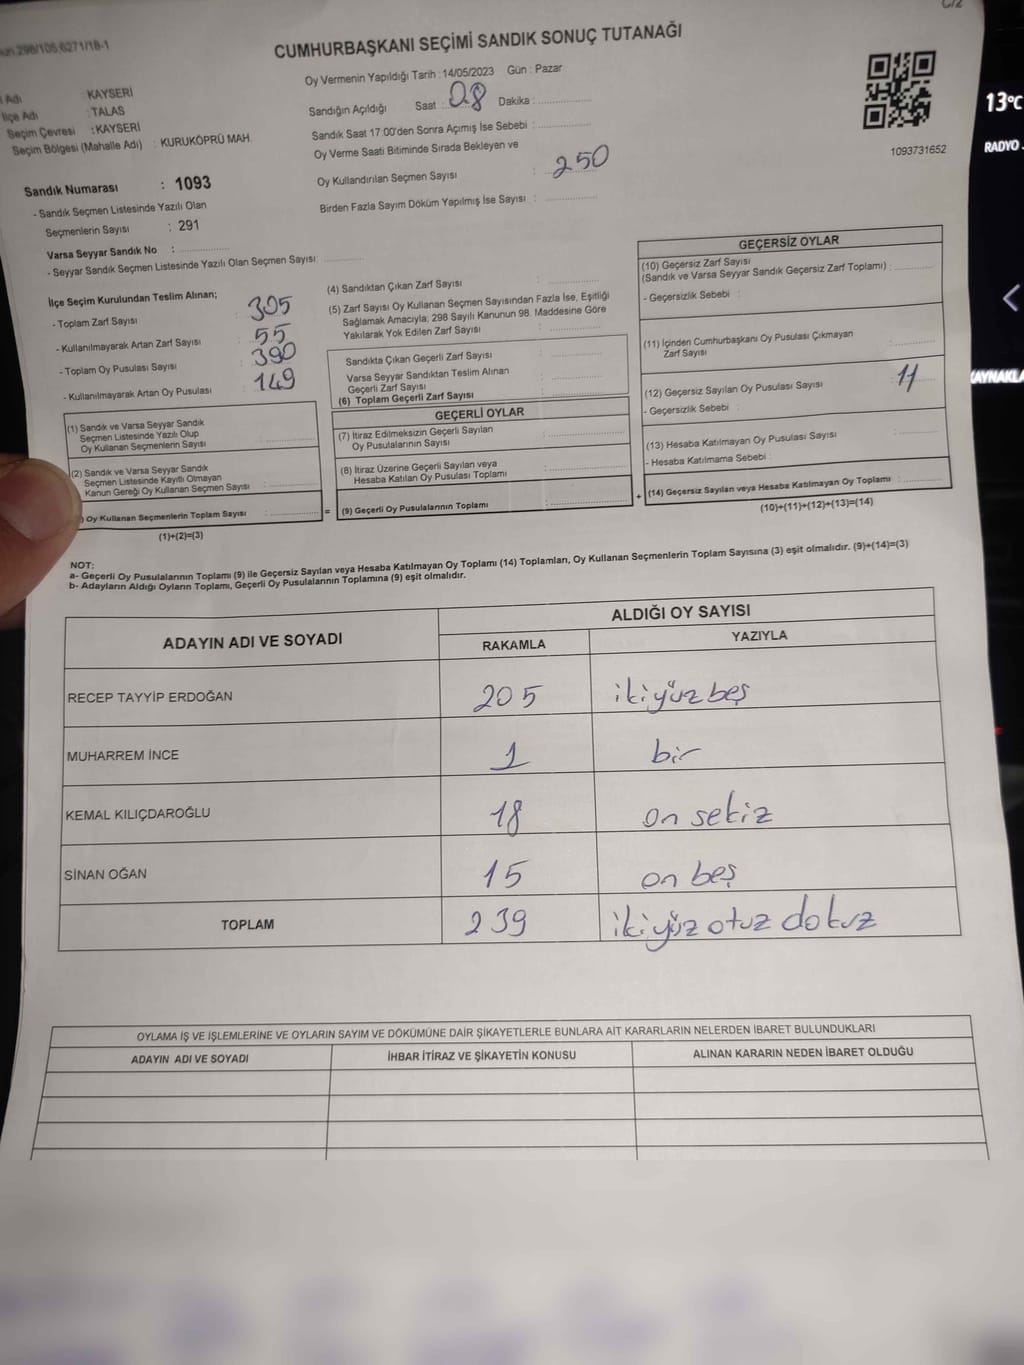 CUMHURBAŞKANI SEÇİMİ SANDIK SONUÇ TUTANAĞI
Adı : KAYSERİ
İlçe Adı : TALAS
Seçim Çevresi : KAYSERİ
Seçim Bölgesi (Mahalle Adı) : KURUKÖPRÜ MAH.
Sandık Numarası : 1093
- Sandık Seçmen Listesinde Yazılı Olan
Seçmenlerin Sayısı : 291
Varsa Seyyar Sandık No :
- Seyyar Sandık Seçmen Listesinde Yazılı Olan Seçmen Sayısı:
Oy Vermenin Yapıldığı Tarih : 14/05/2023 Gün : Pazar
Sandığın Açıldığı Saat : 08 Dakika :
Sandık Saat 17:00'den Sonra Açımış İse Sebebi :
Oy Verme Saati Bitiminde Sırada Bekleyen ve
Oy Kullandırılan Seçmen Sayısı : 250
Birden Fazla Sayım Döküm Yapılmış İse Sayısı :
1093731652
13°C
RADYO
İlçe Seçim Kurulundan Teslim Alınan;
- Toplam Zarf Sayısı : 305
- Kullanılmayarak Artan Zarf Sayısı : 55
- Toplam Oy Pusulası Sayısı : 390
- Kullanılmayarak Artan Oy Pusulası : 149
(1) Sandık ve Varsa Seyyar Sandık
Seçmen Listesinde Yazılı Olup
Oy Kullanan Seçmenlerin Sayısı :
(2) Sandık ve Varsa Seyyar Sandık
Seçmen Listesinde Kayıtlı Olmayan
Kanun Gereği Oy Kullanan Seçmen Sayısı :
Oy Kullanan Seçmenlerin Toplam Sayısı :
(1)+(2)=(3)
(4) Sandıktan Çıkan Zarf Sayısı :
(5) Zarf Sayısı Oy Kullanan Seçmen Sayısından Fazla İse, Eşitliği
Sağlamak Amacıyla; 298 Sayılı Kanunun 98. Maddesine Göre
Yakılarak Yok Edilen Zarf Sayısı :
Sandıkta Çıkan Geçerli Zarf Sayısı :
Varsa Seyyar Sandıktan Teslim Alınan
Geçerli Zarf Sayısı :
(6) Toplam Geçerli Zarf Sayısı :
GEÇERLİ OYLAR
(7) İtiraz Edilmeksizin Geçerli Sayılan
Oy Pusulalarının Sayısı :
(8) İtiraz Üzerine Geçerli Sayılan veya
Hesaba Katılan Oy Pusulası Toplamı :
= (9) Geçerli Oy Pusulalarının Toplamı :
GEÇERSİZ OYLAR
(10) Geçersiz Zarf Sayısı
(Sandık ve Varsa Seyyar Sandık Geçersiz Zarf Toplamı) :
- Geçersizlik Sebebi :
(11) İçinden Cumhurbaşkanı Oy Pusulası Çıkmayan
Zarf Sayısı :
(12) Geçersiz Sayılan Oy Pusulası Sayısı : 11
- Geçersizlik Sebebi :
(13) Hesaba Katılmayan Oy Pusulası Sayısı :
- Hesaba Katılmama Sebebi :
+ (14) Geçersiz Sayılan veya Hesaba Katılmayan Oy Toplamı :
(10)+(11)+(12)+(13)=(14)
NOT:
a- Geçerli Oy Pusulalarının Toplamı (9) ile Geçersiz Sayılan veya Hesaba Katılmayan Oy Toplamı (14) Toplamları, Oy Kullanan Seçmenlerin Toplam Sayısına (3) eşit olmalıdır. (9)+(14)=(3)
b- Adayların Aldığı Oyların Toplamı, Geçerli Oy Pusulalarının Toplamına (9) eşit olmalıdır.
ADAYIN ADI VE SOYADI
ALDIĞI OY SAYISI
RAKAMLA YAZIYLA
RECEP TAYYİP ERDOĞAN 205 ikiyüz beş
MUHARREM İNCE 1 bir
KEMAL KILIÇDAROĞLU 18 on sekiz
SİNAN OĞAN 15 on beş
TOPLAM 239 ikiyüz otuz dokuz
OYLAMA İŞ VE İŞLEMLERİNE VE OYLARIN SAYIM VE DÖKÜMÜNE DAİR ŞİKAYETLERLE BUNLARA AİT KARARLARIN NELERDEN İBARET BULUNDUKLARI
ADAYIN ADI VE SOYADI İHBAR İTİRAZ VE ŞİKAYETİN KONUSU ALINAN KARARIN NEDEN İBARET OLDUĞU